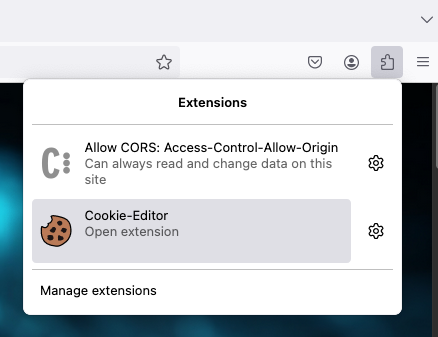 Extensions
Allow CORS: Access-Control-Allow-Origin
Can always read and change data on this
site
Cookie-Editor
Open extension
Manage extensions